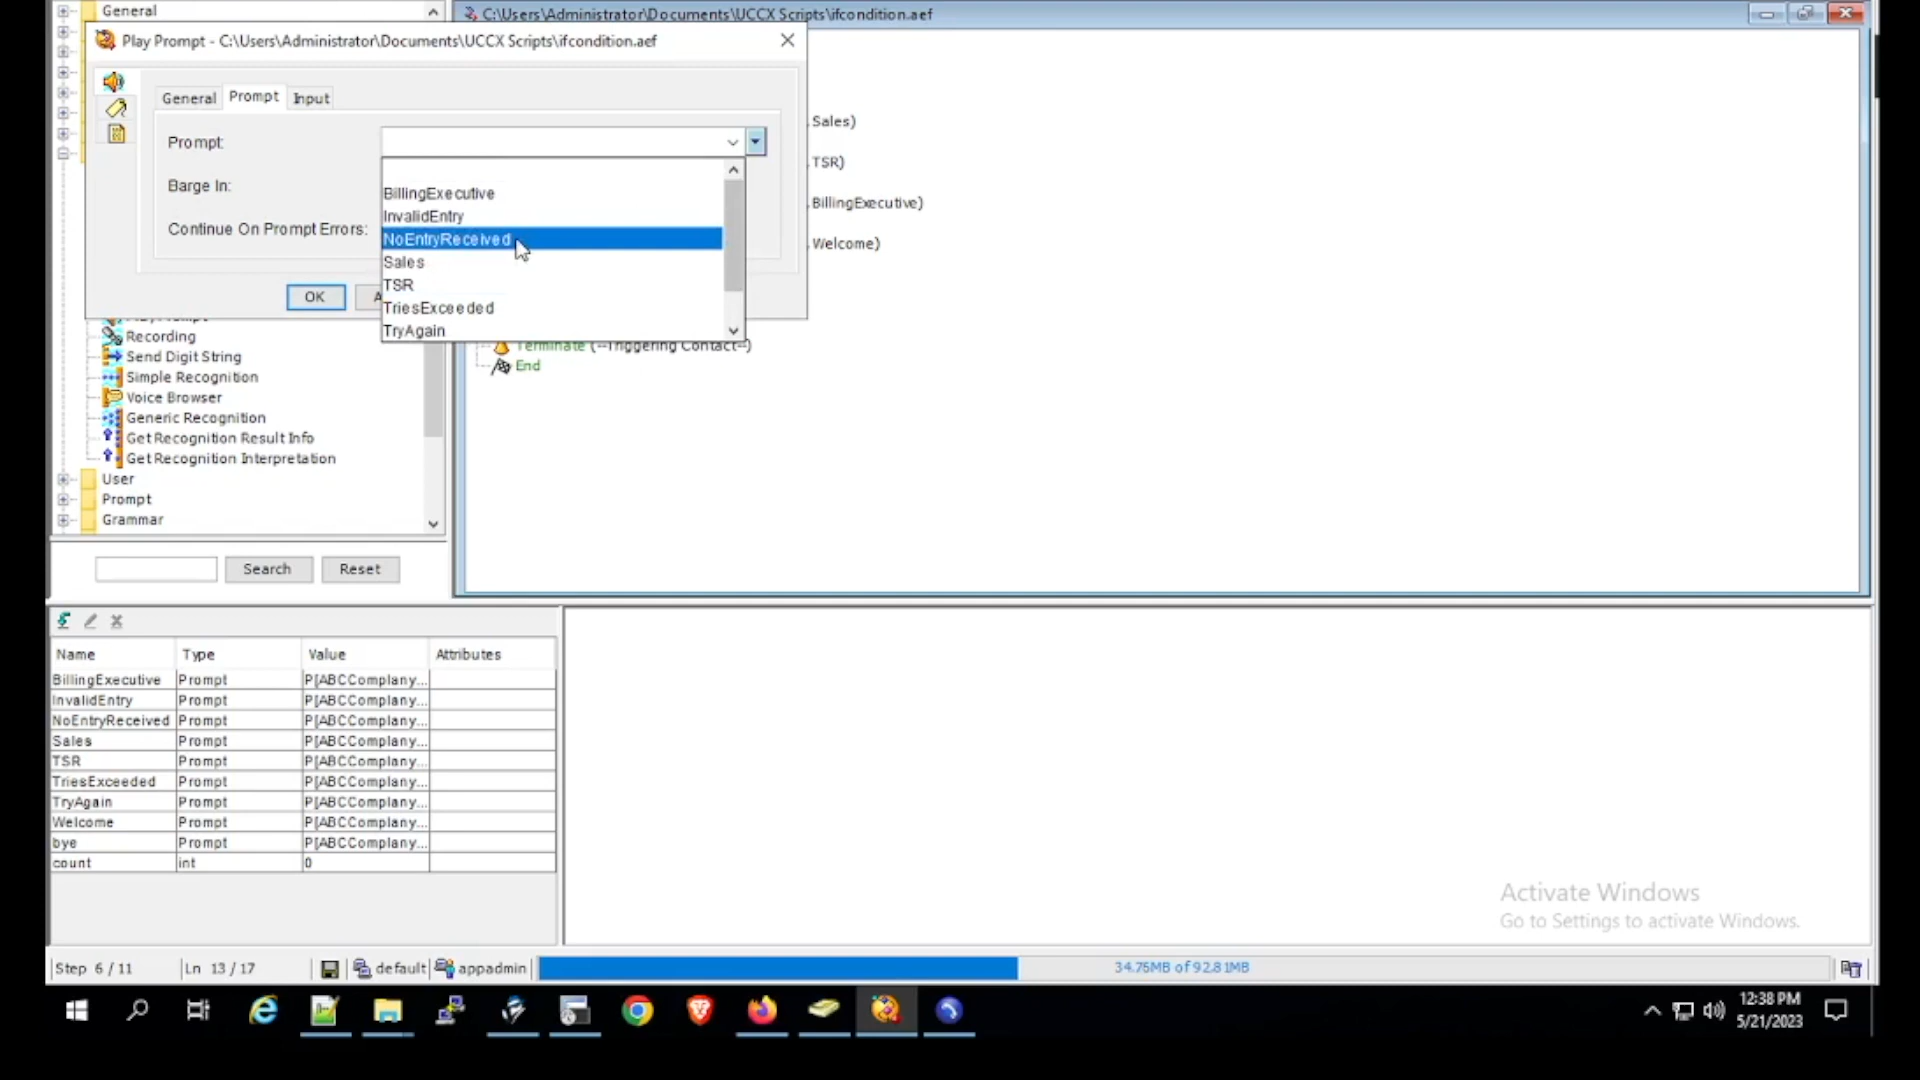 General
C:\Users\Administrator\Documents\UCCX Scripts\ifcondition.aef
Play Prompt - C:\Users\Administrator\Documents\UCCX Scripts\ifcondition.aef
General
Prompt
Input
Prompt:
Barge In:
Continue On Prompt Errors:
BillingExecutive
InvalidEntry
NoEntryReceived
Sales
TSR
TriesExceeded
TryAgain
OK
Sales)
TSR)
BillingExecutive)
Welcome)
Terminate (--Triggering Contact--)
End
Recording
Send Digit String
Simple Recognition
Voice Browser
Generic Recognition
Get Recognition Result Info
Get Recognition Interpretation
User
Prompt
Grammar
Search
Reset
Name Type Value Attributes
BillingExecutive Prompt P[ABCComplany...
InvalidEntry Prompt P[ABCComplany...
NoEntryReceived Prompt P[ABCComplany...
Sales Prompt P[ABCComplany...
TSR Prompt P[ABCComplany...
TriesExceeded Prompt P[ABCComplany...
TryAgain Prompt P[ABCComplany...
Welcome Prompt P[ABCComplany...
bye Prompt P[ABCComplany...
count int 0
Activate Windows
Go to Settings to activate Windows.
Step 6 / 11
Ln 13 / 17
default
appadmin
34.75MB of 92.81MB
12:38 PM
5/21/2023